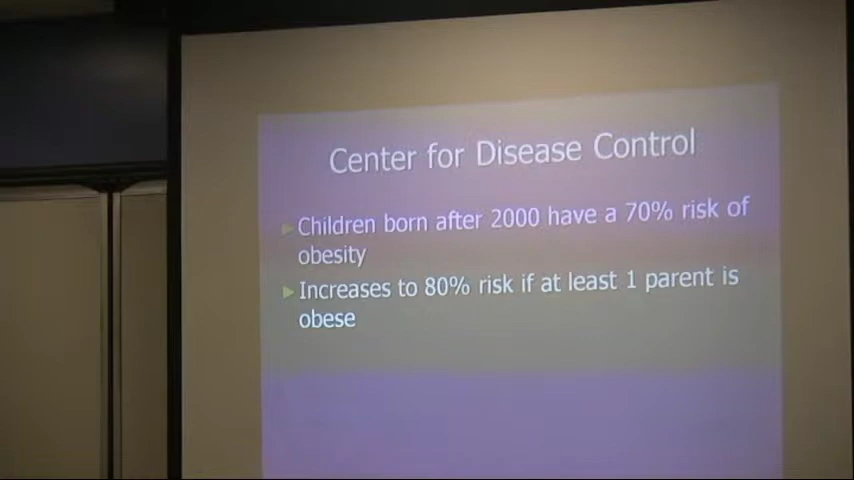 Center for Disease Control
Children born after 2000 have a 70% risk of
obesity
Increases to 80% risk if at least 1 parent is
obese